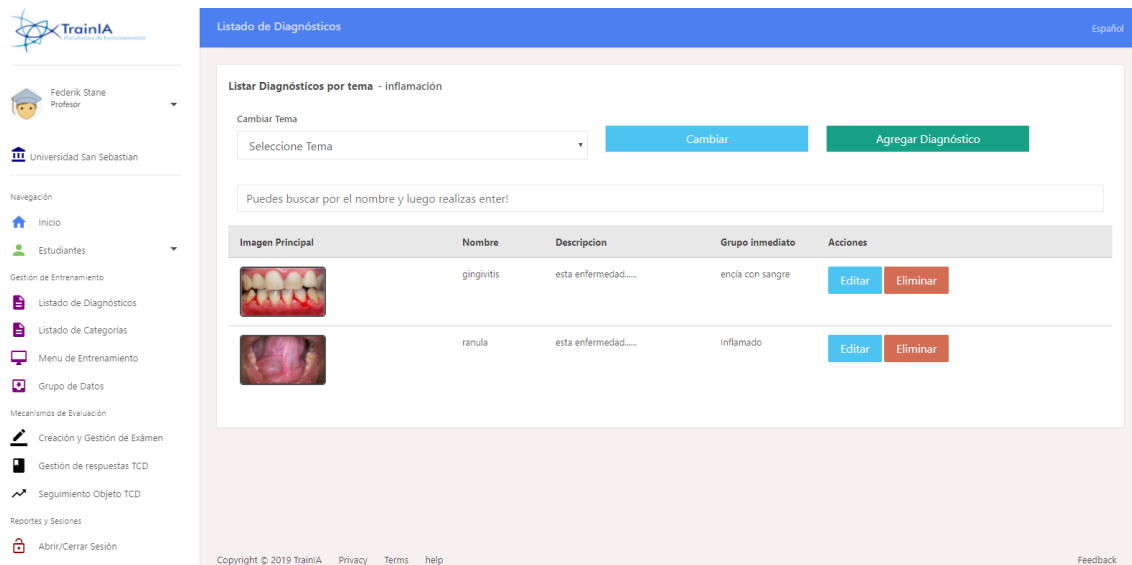 TrainIA
Plataforma de Entrenamiento
Federik Stane
Profesor
Universidad San Sebastian
Navegación
Inicio
Estudiantes
Gestión de Entrenamiento
Listado de Diagnósticos
Listado de Categorías
Menu de Entrenamiento
Grupo de Datos
Mecanismos de Evaluación
Creación y Gestión de Exámen
Gestión de respuestas TCD
Seguimiento Objeto TCD
Reportes y Sesiones
Abrir/Cerrar Sesión
Listado de Diagnósticos Español
Listar Diagnósticos por tema - inflamación
Cambiar Tema
Seleccione Tema Cambiar Agregar Diagnóstico
Puedes buscar por el nombre y luego realizas enter!
Imagen Principal Nombre Descripcion Grupo inmediato Acciones
gingivitis esta enfermedad..... encía con sangre Editar Eliminar
ranula esta enfermedad..... Inflamado Editar Eliminar
Copyright © 2019 TrainIA Privacy Terms help Feedback